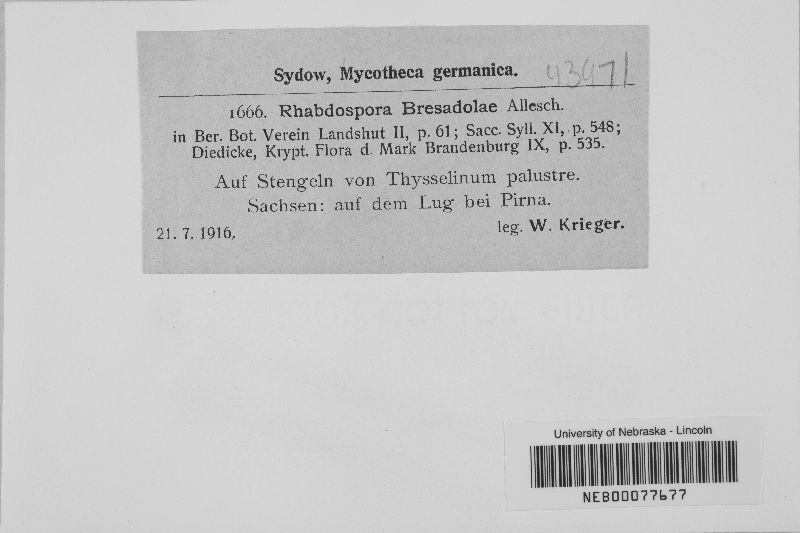 Sydow, Mycotheca germanica. 43971
1666. Rhabdospora Bresadolae Allesch.
in Ber. Bot. Verein Landshut II, p. 61; Sacc. Syll. XI, p. 548;
Diedicke, Krypt. Flora d. Mark Brandenburg IX, p. 535.
Auf Stengeln von Thysselinum palustre.
Sachsen: auf dem Lug bei Pirna.
21. 7. 1916, leg. W. Krieger.
University of Nebraska - Lincoln
NEB00077677